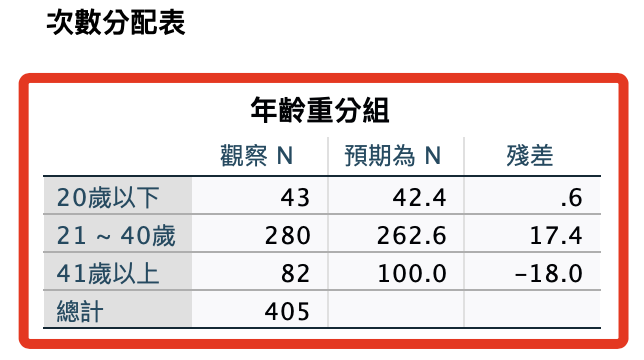 次數分配表
年齡重分組
觀察 N 預期為 N 殘差
20歲以下 43 42.4 .6
21 ~ 40歲 280 262.6 17.4
41歲以上 82 100.0 -18.0
總計 405